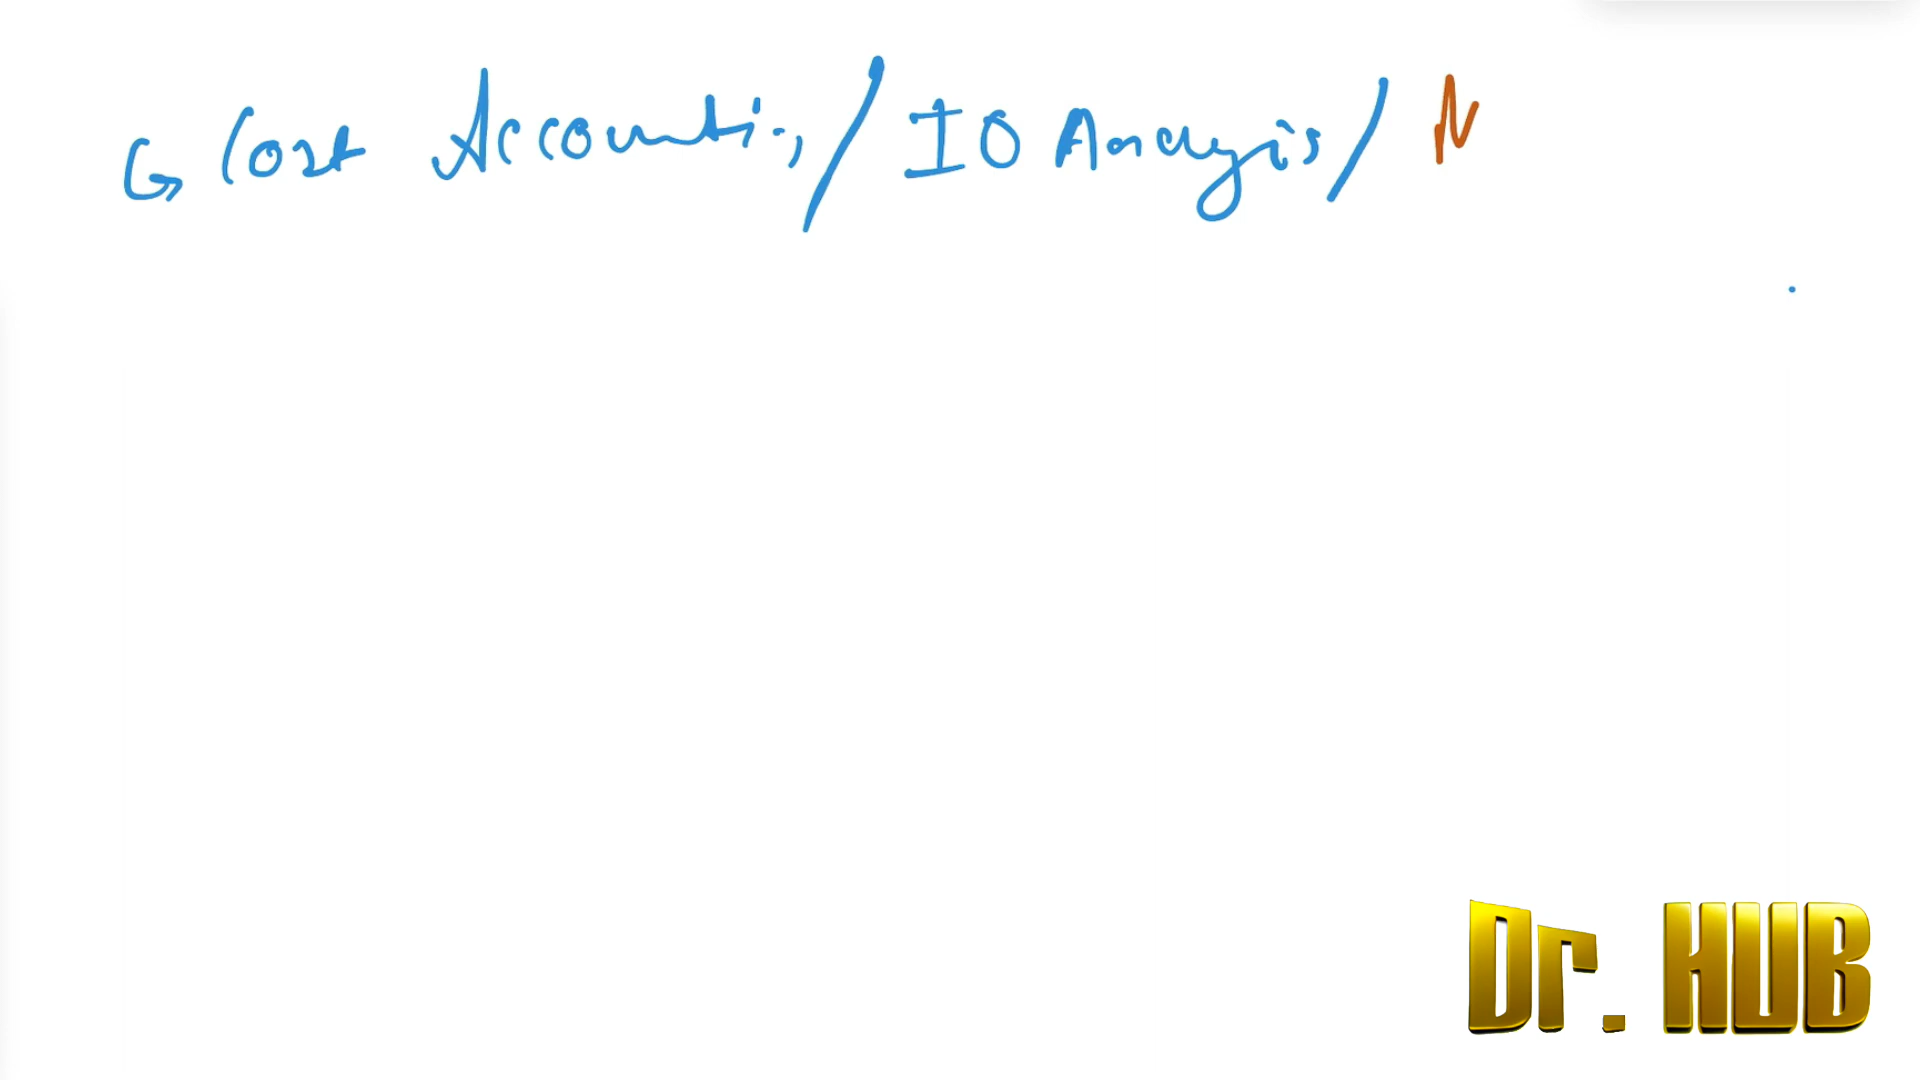 ↳ Cost Accounting / IO Analysis / N
Dr. HUB